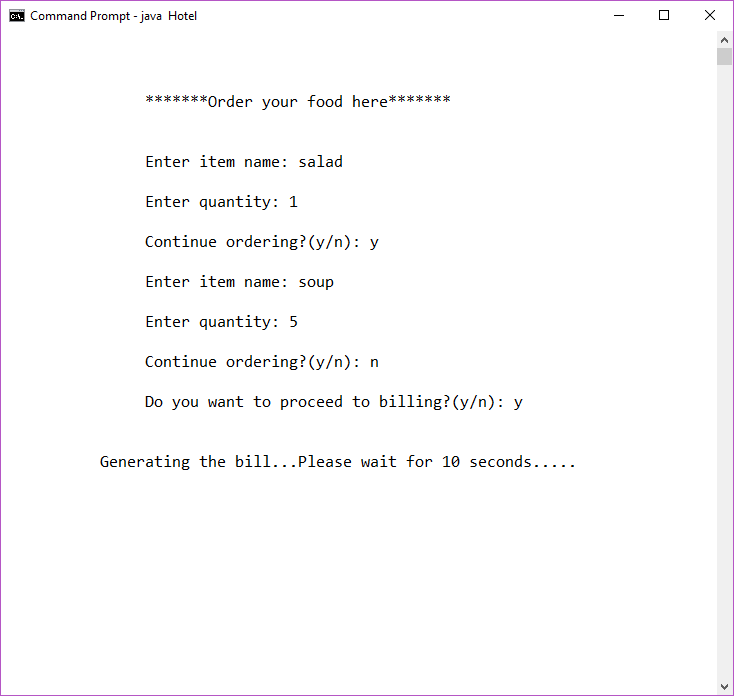 Command Prompt - java  Hotel
*******Order your food here*******
Enter item name: salad
Enter quantity: 1
Continue ordering?(y/n): y
Enter item name: soup
Enter quantity: 5
Continue ordering?(y/n): n
Do you want to proceed to billing?(y/n): y
Generating the bill...Please wait for 10 seconds.....